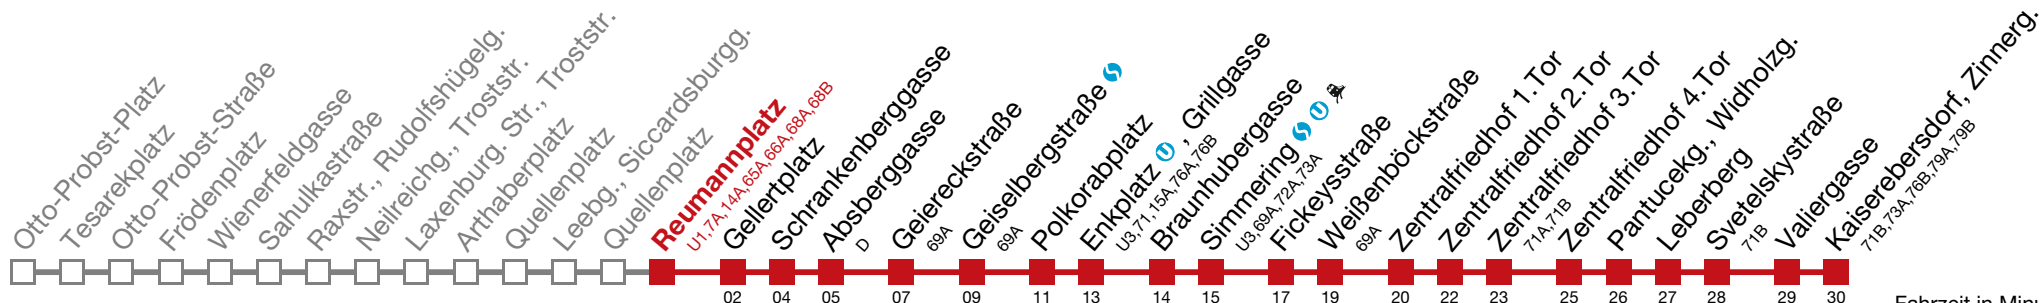 Otto-Probst-Platz
Tesarekplatz
Otto-Probst-Straße
Frödenplatz
Wienerfeldgasse
Sahulkastraße
Raxstr., Rudolfshügelg.
Neilreichg., Troststr.
Laxenburg. Str., Troststr.
Arthaberplatz
Quellenplatz
Leebg., Siccardsburgg.
Quellenplatz
Reumannplatz
U1,7A,14A,65A,66A,68A,68B
Gellertplatz
Schrankenberggasse
Absberggasse
D
Geiereckstraße
69A
Geiselbergstraße
69A
Polkorabplatz
Enkplatz U , Grillgasse
U3,71,15A,76A,76B
Braunhubergasse
Simmering U
U3,69A,72A,73A
Fickeysstraße
Weißenböckstraße
69A
Zentralfriedhof 1.Tor
Zentralfriedhof 2.Tor
Zentralfriedhof 3.Tor
71A,71B
Zentralfriedhof 4.Tor
Pantucekg., Widholzg.
Leberberg
Svetelskystraße
71B
Valiergasse
Kaiserebersdorf, Zinnerg.
71B,73A,76B,79A,79B
02 04 05 07 09 11 13 14 15 17 19 20 22 23 25 26 27 28 29 30